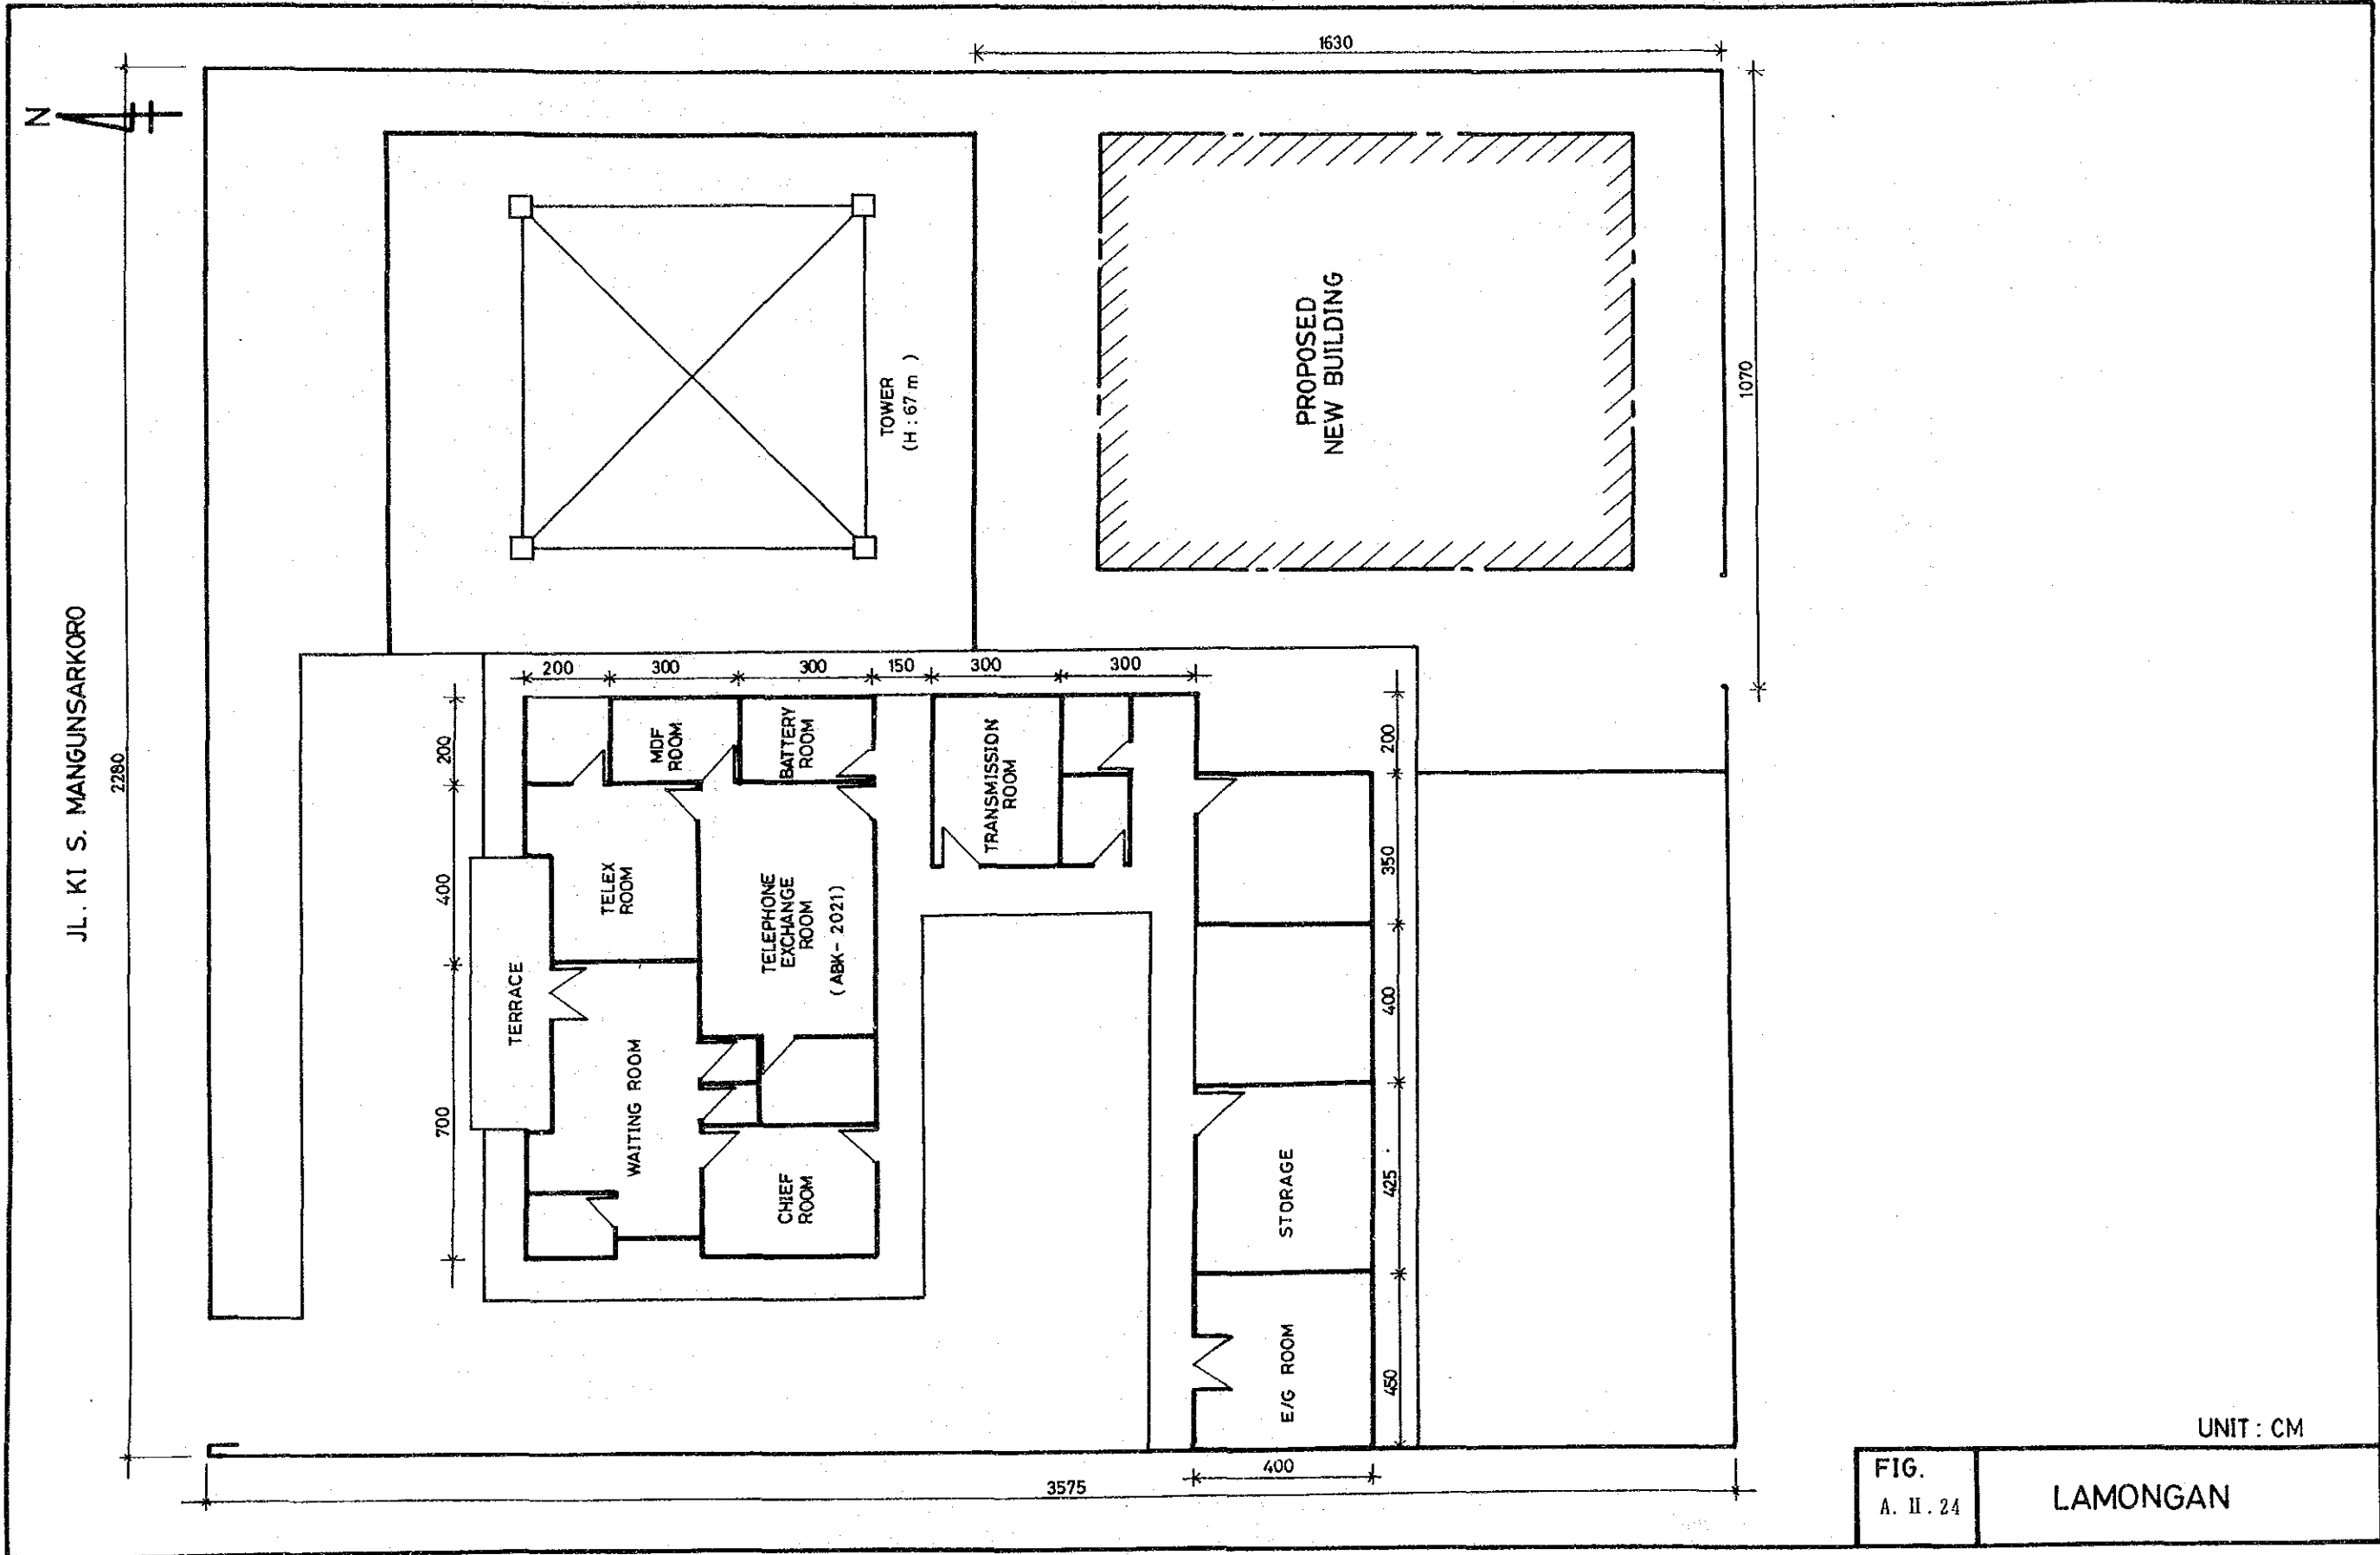 1630
N
JL. KI S. MANGUNSARKORO
2280
TOWER
(H : 67 m )
PROPOSED
NEW BUILDING
1070
200
300
300
150
300
300
200
400
700
MDF
ROOM
BATTERY
ROOM
TRANSMISSION
ROOM
TELEX
ROOM
TELEPHONE
EXCHANGE
ROOM
( ABK - 2021)
TERRACE
WAITING ROOM
CHIEF
ROOM
STORAGE
E/G ROOM
200
350
400
425
450
400
3575
UNIT : CM
FIG.
A. II . 24
LAMONGAN